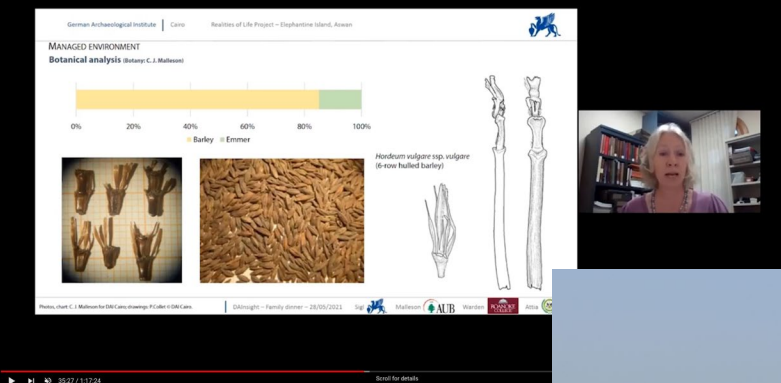 German Archaeological Institute | Cairo Realities of Life Project – Elephantine Island, Aswan
MANAGED ENVIRONMENT
Botanical analysis (Botany: C. J. Malleson)
0% 20% 40% 60% 80% 100%
Barley Emmer
Hordeum vulgare ssp. vulgare
(6-row hulled barley)
Photos, chart: C. J. Malleson for DAI Cairo; drawings: P. Collet © DAI Cairo.
DAInsight – Family dinner – 28/05/2021 Sigl Malleson AUB Warden ROANOKE COLLEGE Attia
35:27 / 1:17:24
Scroll for details